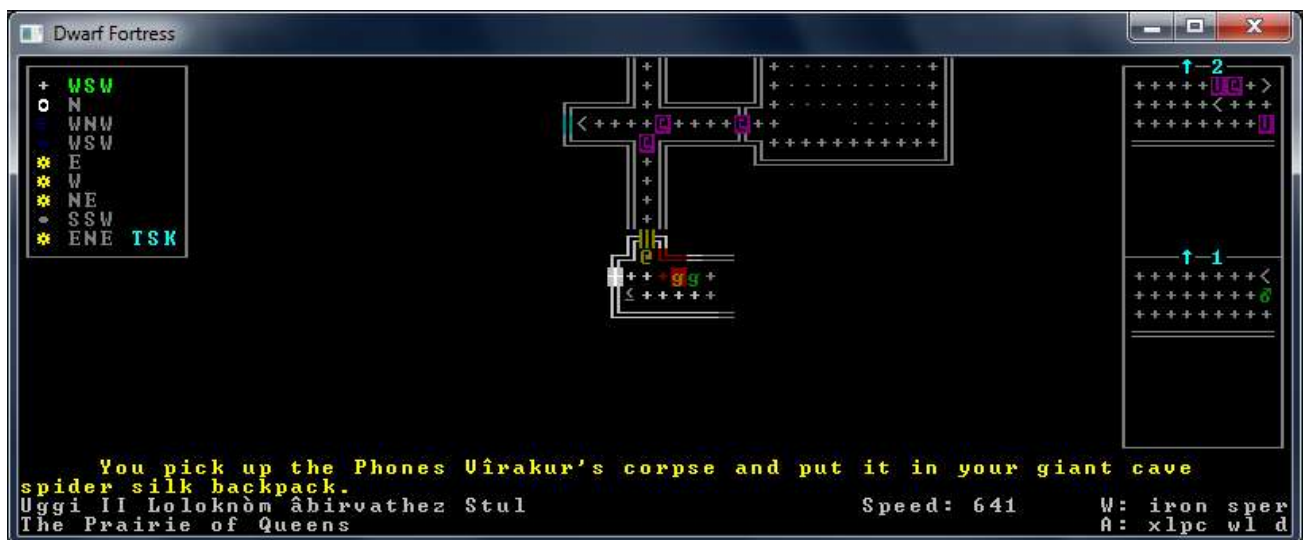 Dwarf Fortress
WSW
N
WNW
WSW
E
W
NE
SSW
ENE TSK
2
1
You pick up the Phones Vîrakur's corpse and put it in your giant cave
spider silk backpack.
Uggi II Loloknòm âbirvathez Stul Speed: 641 W: iron sper
The Prairie of Queens A: xlpc wl d